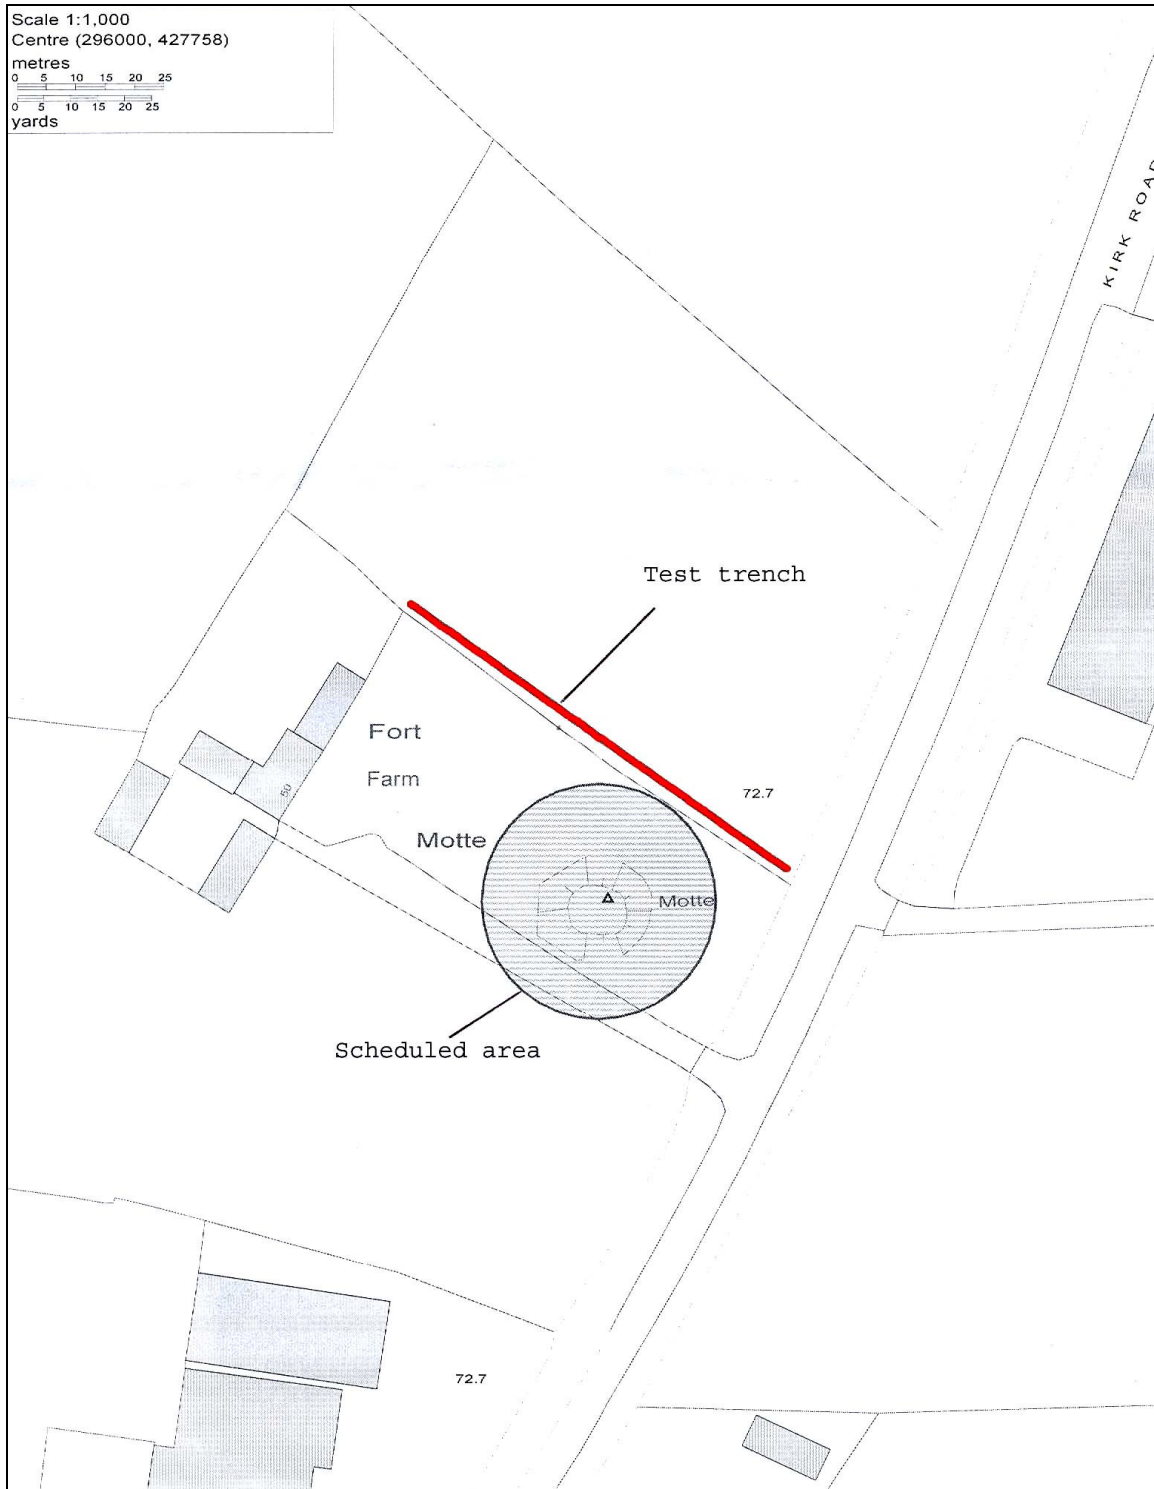 Scale 1:1,000
Centre (296000, 427758)
metres
0 5 10 15 20 25
0 5 10 15 20 25
yards
KIRK ROAD
Test trench
Fort
Farm
72.7
50
Motte
Motte
Scheduled area
72.7